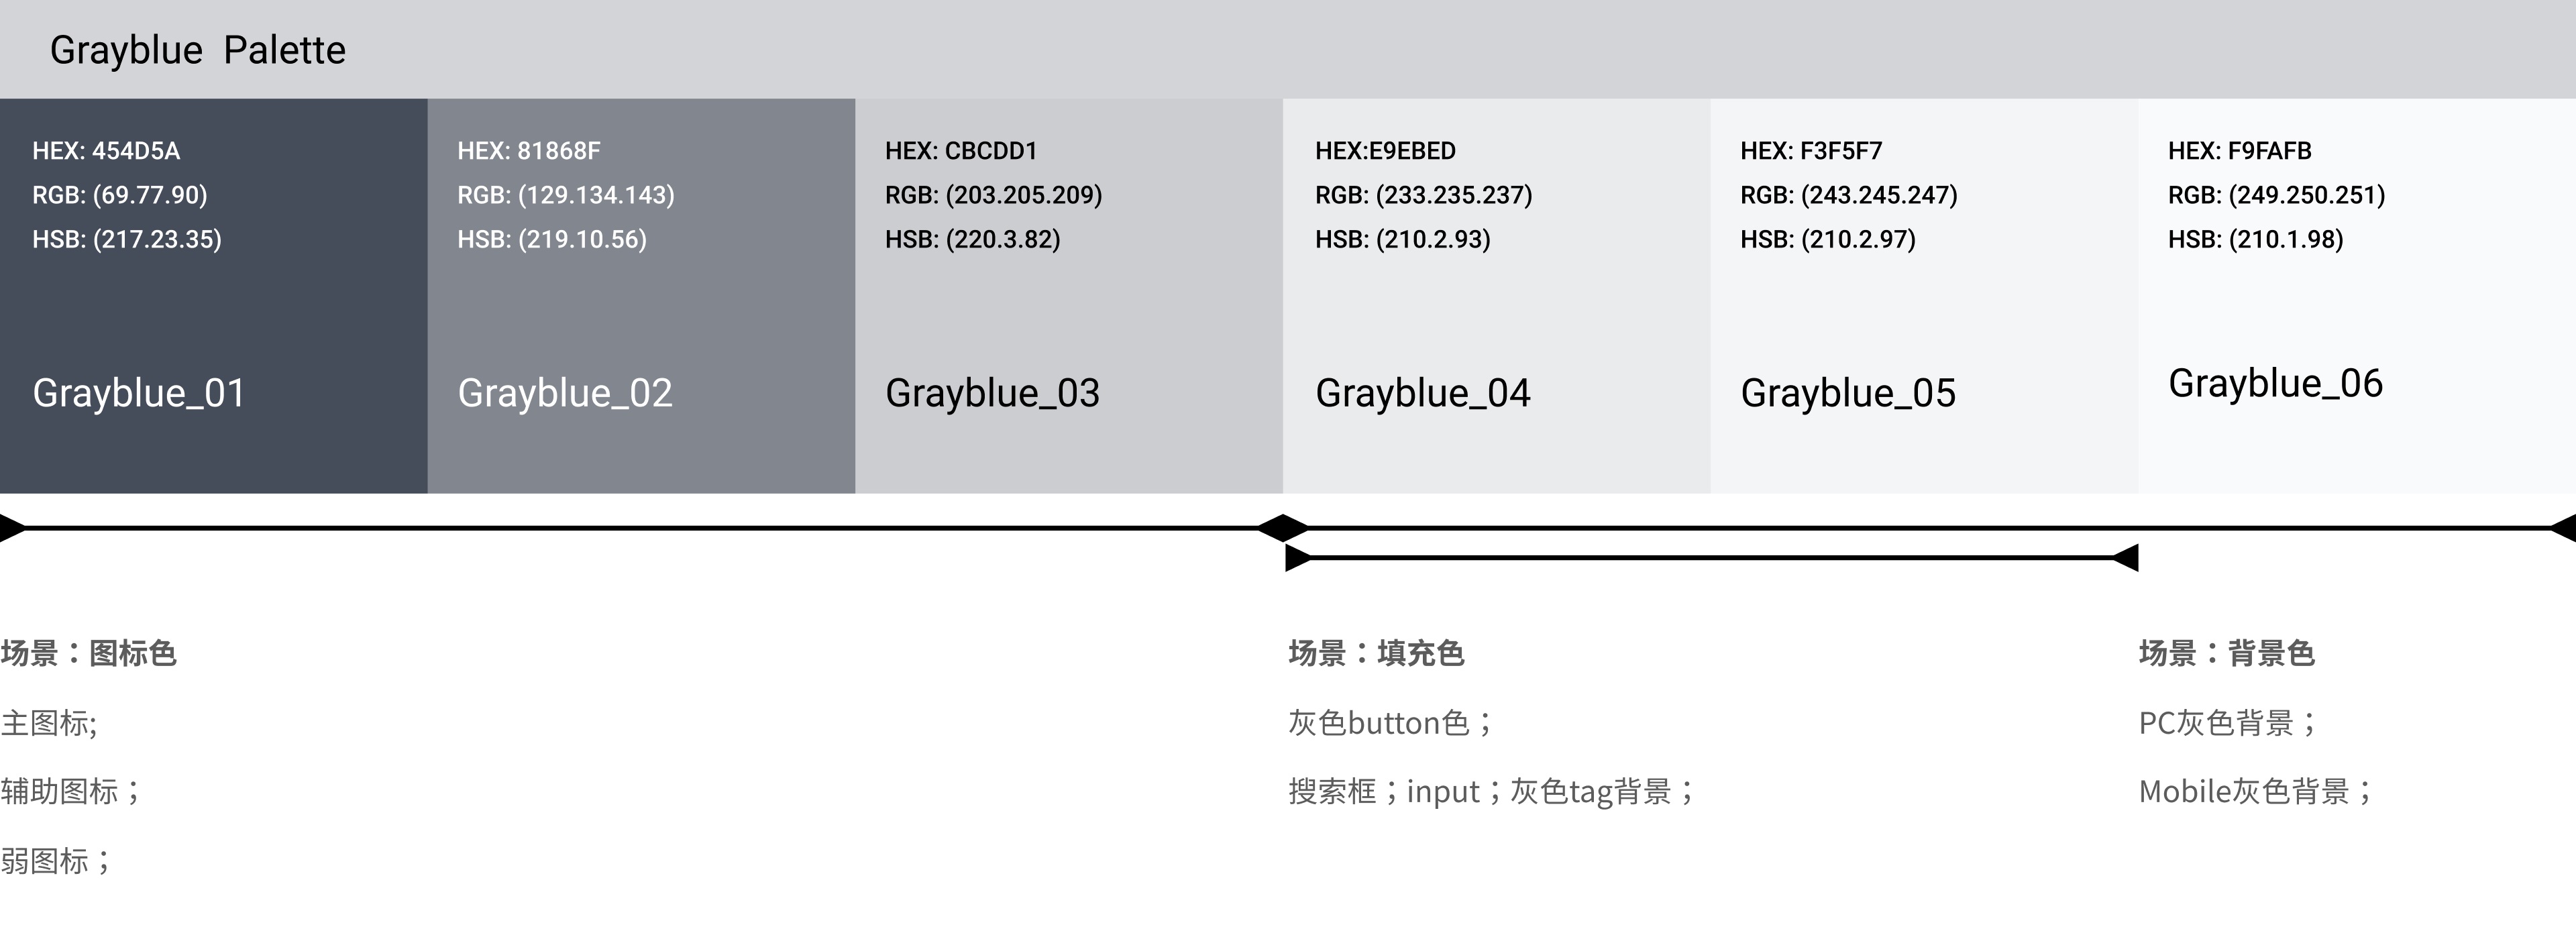 Grayblue Palette
HEX: 454D5A
RGB: (69.77.90)
HSB: (217.23.35)
Grayblue_01
HEX: 81868F
RGB: (129.134.143)
HSB: (219.10.56)
Grayblue_02
HEX: CBCDD1
RGB: (203.205.209)
HSB: (220.3.82)
Grayblue_03
HEX:E9EBED
RGB: (233.235.237)
HSB: (210.2.93)
Grayblue_04
HEX: F3F5F7
RGB: (243.245.247)
HSB: (210.2.97)
Grayblue_05
HEX: F9FAFB
RGB: (249.250.251)
HSB: (210.1.98)
Grayblue_06
场景：图标色
主图标;
辅助图标；
弱图标；
场景：填充色
灰色button色；
搜索框；input；灰色tag背景；
场景：背景色
PC灰色背景；
Mobile灰色背景；